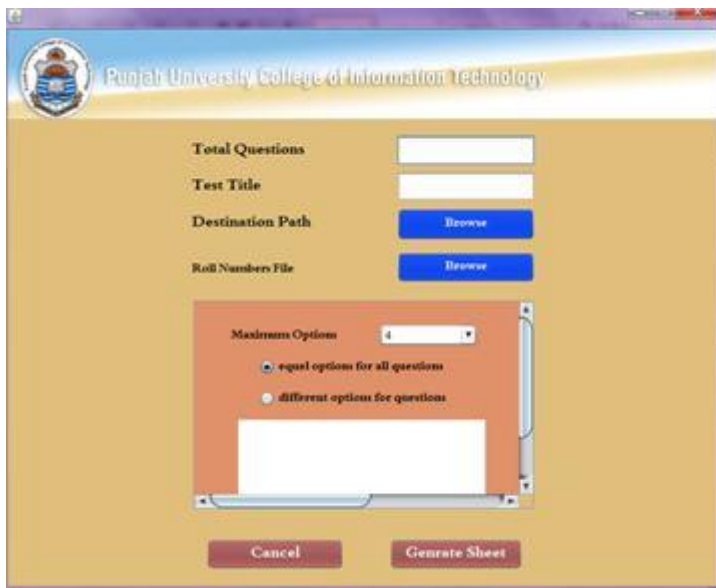 Punjab University College of Information Technology
Total Questions
Test Title
Destination Path Browse
Roll Numbers File Browse
Maximum Options 4
equal options for all questions
different options for questions
Cancel Genrate Sheet